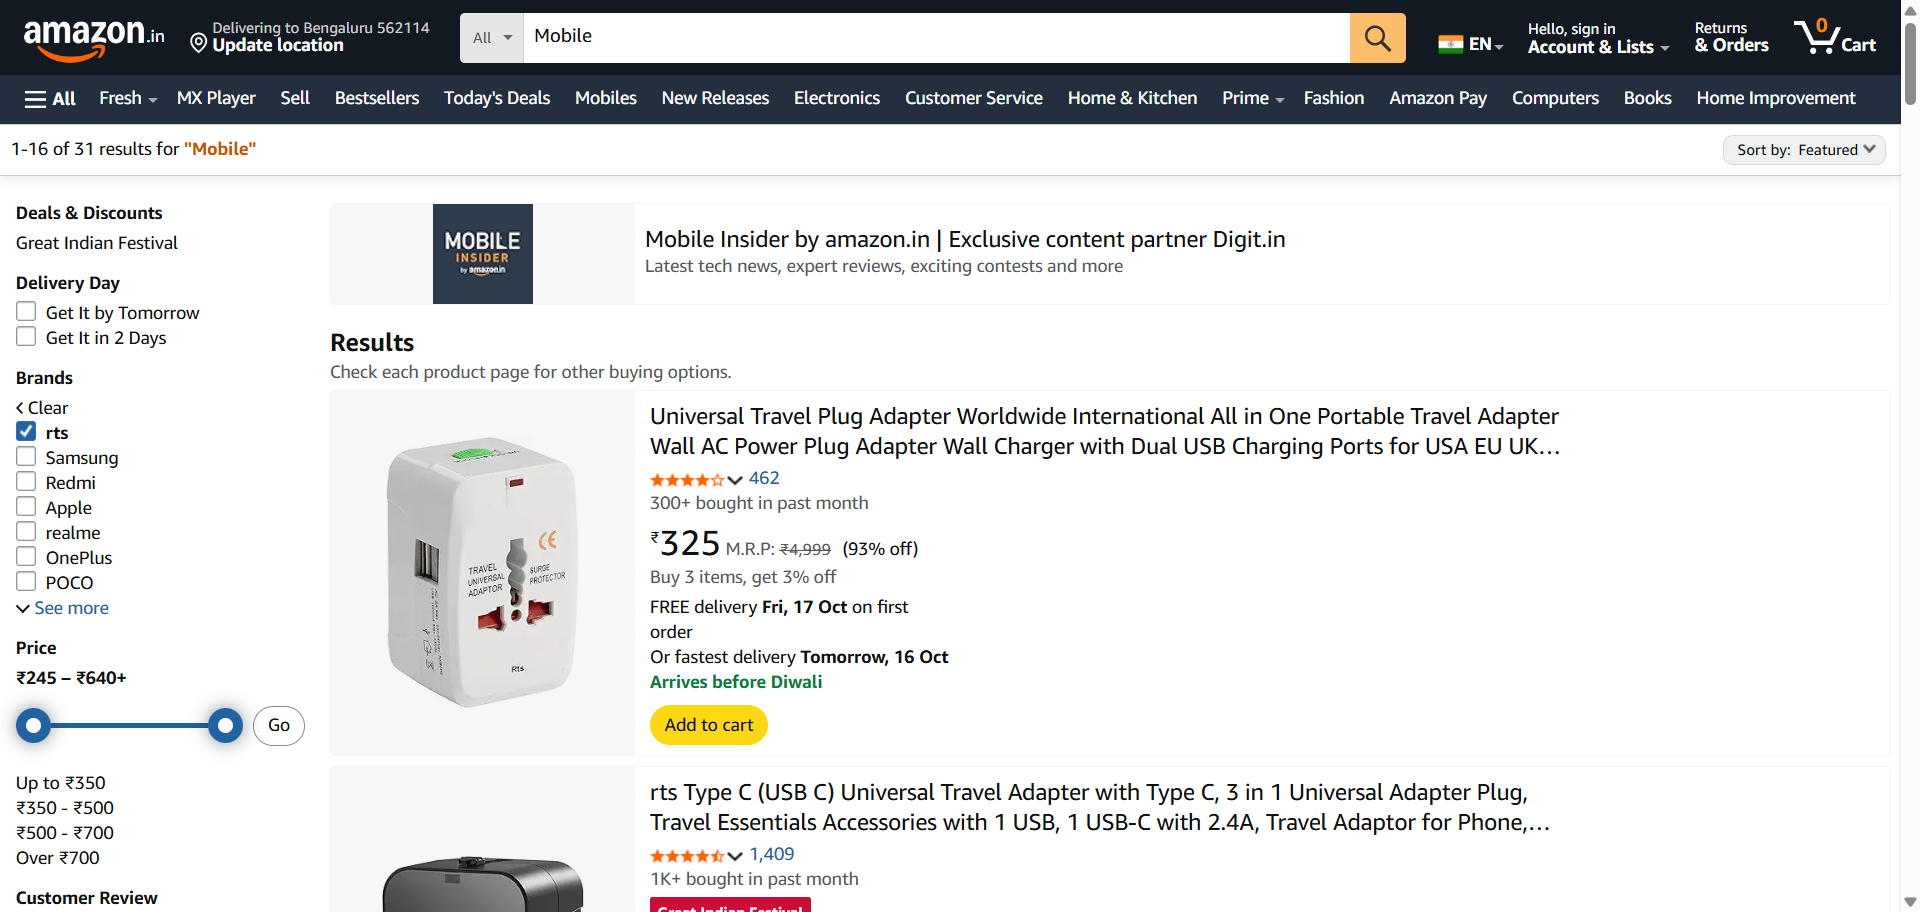 amazon.in
Delivering to Bengaluru 562114
Update location
All
Mobile
EN
Hello, sign in
Account & Lists
Returns
& Orders
0
Cart
All
Fresh
MX Player
Sell
Bestsellers
Today's Deals
Mobiles
New Releases
Electronics
Customer Service
Home & Kitchen
Prime
Fashion
Amazon Pay
Computers
Books
Home Improvement
1-16 of 31 results for "Mobile"
Sort by: Featured
Deals & Discounts
Great Indian Festival
Delivery Day
Get It by Tomorrow
Get It in 2 Days
Brands
Clear
rts
Samsung
Redmi
Apple
realme
OnePlus
POCO
See more
Price
₹245 – ₹640+
Go
Up to ₹350
₹350 - ₹500
₹500 - ₹700
Over ₹700
Customer Review
MOBILE
INSIDER
by amazon.in
Mobile Insider by amazon.in | Exclusive content partner Digit.in
Latest tech news, expert reviews, exciting contests and more
Results
Check each product page for other buying options.
CE
TRAVEL
UNIVERSAL
ADAPTOR
SURGE
PROTECTOR
Rts
Universal Travel Plug Adapter Worldwide International All in One Portable Travel Adapter
Wall AC Power Plug Adapter Wall Charger with Dual USB Charging Ports for USA EU UK…
462
300+ bought in past month
₹325 M.R.P: ₹4,999 (93% off)
Buy 3 items, get 3% off
FREE delivery Fri, 17 Oct on first
order
Or fastest delivery Tomorrow, 16 Oct
Arrives before Diwali
Add to cart
rts Type C (USB C) Universal Travel Adapter with Type C, 3 in 1 Universal Adapter Plug,
Travel Essentials Accessories with 1 USB, 1 USB-C with 2.4A, Travel Adaptor for Phone,…
1,409
1K+ bought in past month
Great Indian Festival